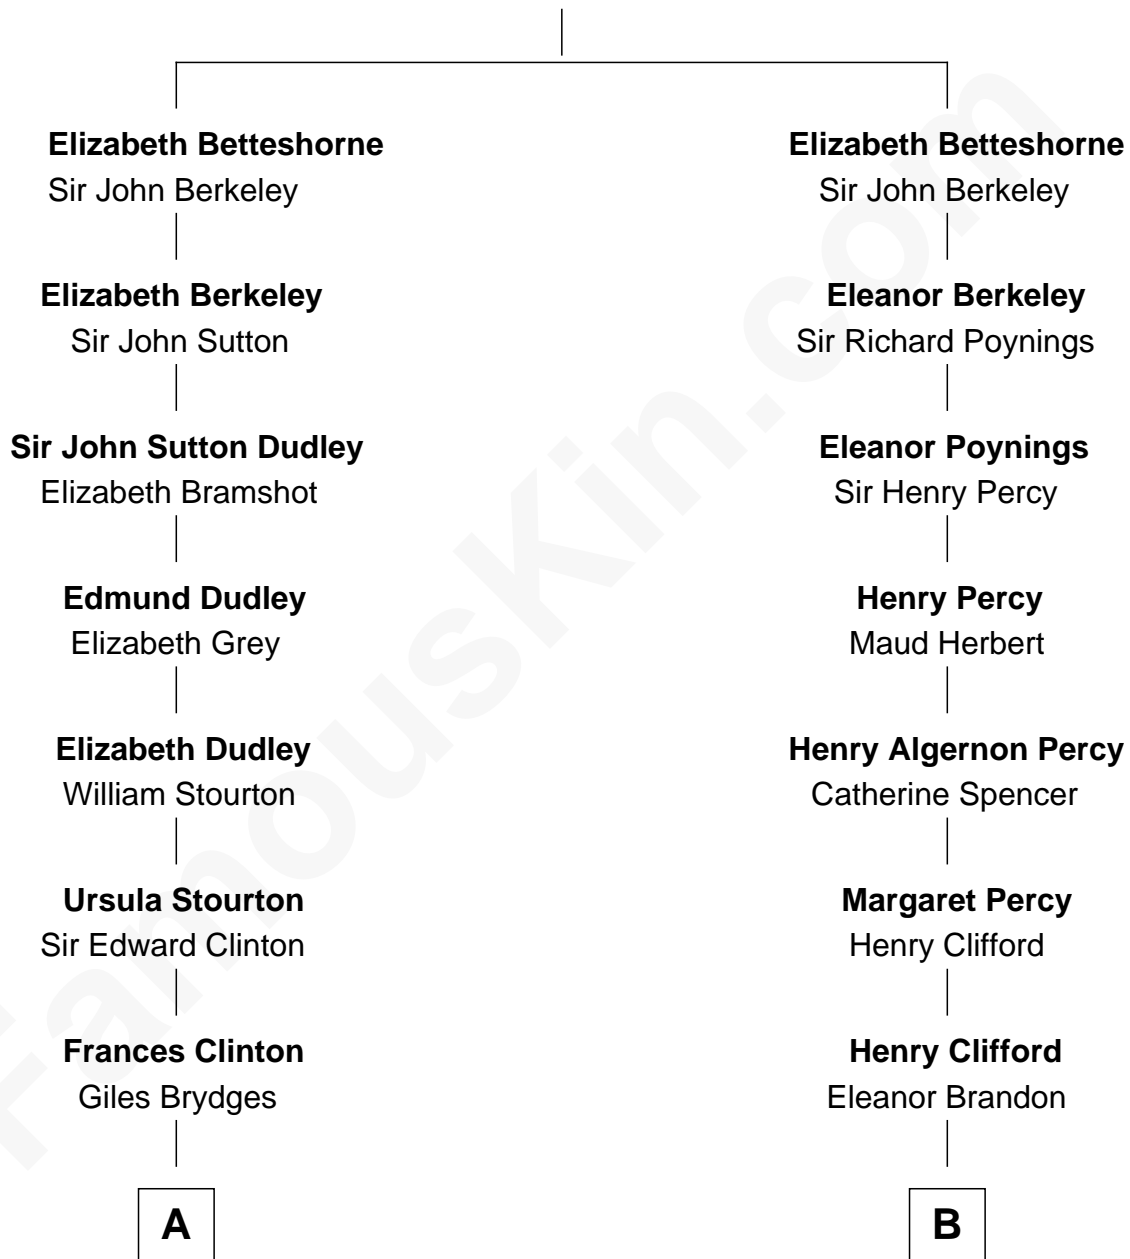 Elizabeth Betteshorne
Sir John Berkeley
Elizabeth Berkeley
Sir John Sutton
Sir John Sutton Dudley
Elizabeth Bramshot
Edmund Dudley
Elizabeth Grey
Elizabeth Dudley
William Stourton
Ursula Stourton
Sir Edward Clinton
Frances Clinton
Giles Brydges
A
Elizabeth Betteshorne
Sir John Berkeley
Eleanor Berkeley
Sir Richard Poynings
Eleanor Poynings
Sir Henry Percy
Henry Percy
Maud Herbert
Henry Algernon Percy
Catherine Spencer
Margaret Percy
Henry Clifford
Henry Clifford
Eleanor Brandon
B
FamousKin.com